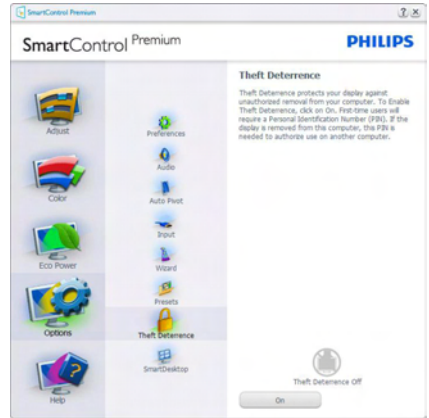 SmartControl Premium
SmartControl Premium
PHILIPS
Adjust
Color
Eco Power
Options
Help
Preferences
Audio
Auto Pivot
Input
Wizard
Presets
Theft Deterrence
SmartDesktop
Theft Deterrence
Theft Deterrence protects your display against
unauthorized removal from your computer. To Enable
Theft Deterrence, click on On. First-time users will
require a Personal Identification Number (PIN). If the
display is removed from this computer, this PIN is
needed to authorize use on another computer.
Theft Deterrence Off
On